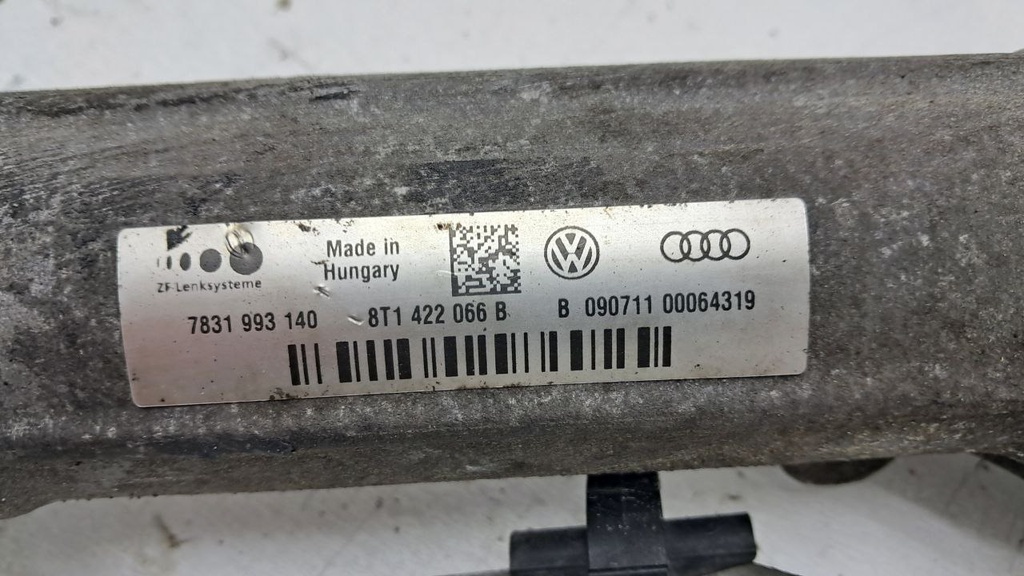 Made in
Hungary
ZF Lenksysteme
7831 993 140 8T1 422 066 B B 090711 00064319